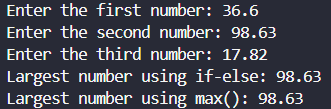 Enter the first number: 36.6
Enter the second number: 98.63
Enter the third number: 17.82
Largest number using if-else: 98.63
Largest number using max(): 98.63